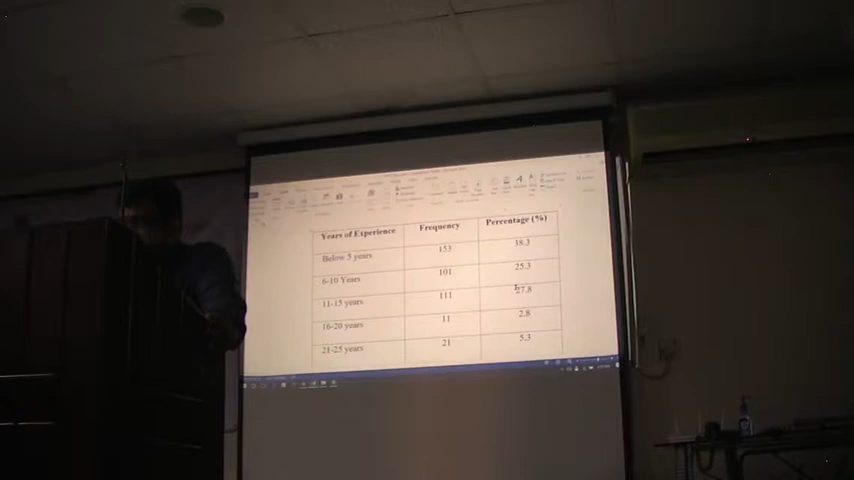 Years of Experience Frequency Percentage (%)
Below 5 years 153 38.3
6-10 Years 101 25.3
11-15 years 111 27.8
16-20 years 11 2.8
21-25 years 21 5.3